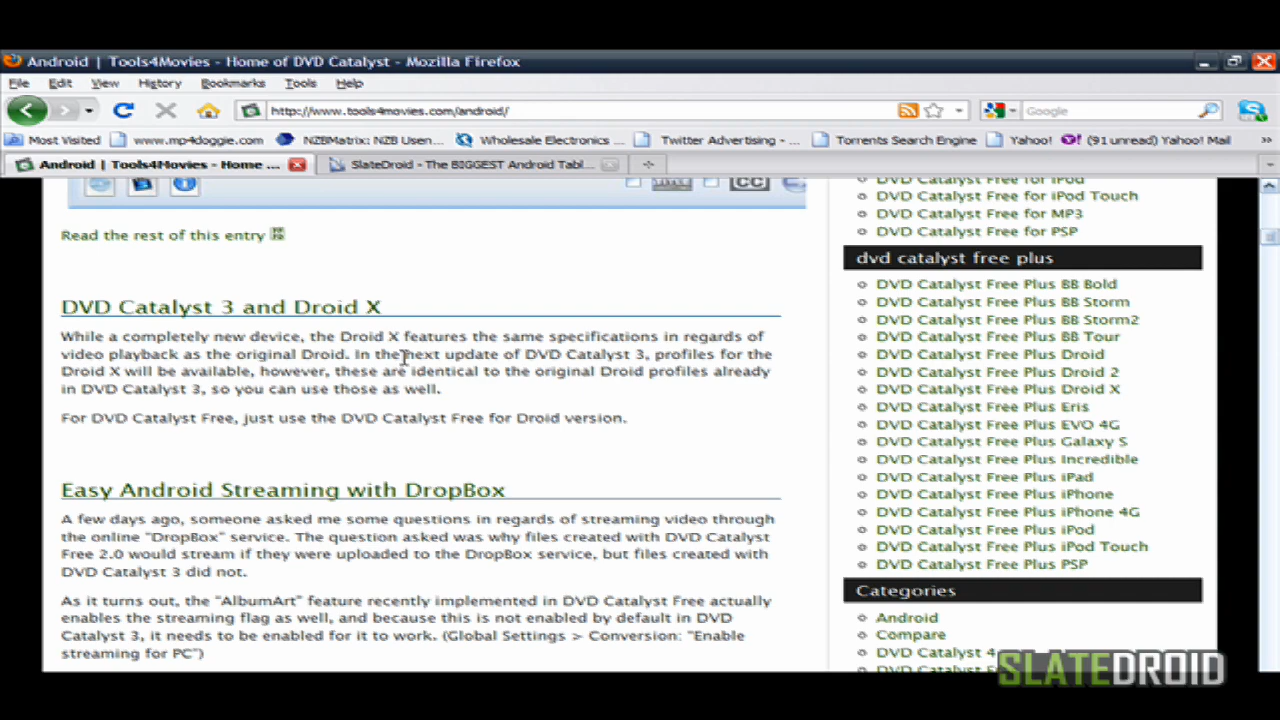 Android | Tools4Movies - Home of DVD Catalyst - Mozilla Firefox
File Edit View History Bookmarks Tools Help
http://www.tools4movies.com/android/
Google
Most Visited www.mp4doggie.com NZBMatrix: NZB Usen... Wholesale Electronics ... Twitter Advertising - ... Torrents Search Engine Yahoo! (91 unread) Yahoo! Mail
Android | Tools4Movies - Home ... SlateDroid - The BIGGEST Android Tabl...
CC
Read the rest of this entry
DVD Catalyst 3 and Droid X
While a completely new device, the Droid X features the same specifications in regards of
video playback as the original Droid. In the next update of DVD Catalyst 3, profiles for the
Droid X will be available, however, these are identical to the original Droid profiles already
in DVD Catalyst 3, so you can use those as well.
For DVD Catalyst Free, just use the DVD Catalyst Free for Droid version.
Easy Android Streaming with DropBox
A few days ago, someone asked me some questions in regards of streaming video through
the online "DropBox" service. The question asked was why files created with DVD Catalyst
Free 2.0 would stream if they were uploaded to the DropBox service, but files created with
DVD Catalyst 3 did not.
As it turns out, the "AlbumArt" feature recently implemented in DVD Catalyst Free actually
enables the streaming flag as well, and because this is not enabled by default in DVD
Catalyst 3, it needs to be enabled for it to work. (Global Settings > Conversion: "Enable
streaming for PC")
DVD Catalyst Free for iPod
DVD Catalyst Free for iPod Touch
DVD Catalyst Free for MP3
DVD Catalyst Free for PSP
dvd catalyst free plus
DVD Catalyst Free Plus BB Bold
DVD Catalyst Free Plus BB Storm
DVD Catalyst Free Plus BB Storm2
DVD Catalyst Free Plus BB Tour
DVD Catalyst Free Plus Droid
DVD Catalyst Free Plus Droid 2
DVD Catalyst Free Plus Droid X
DVD Catalyst Free Plus Eris
DVD Catalyst Free Plus EVO 4G
DVD Catalyst Free Plus Galaxy S
DVD Catalyst Free Plus Incredible
DVD Catalyst Free Plus iPad
DVD Catalyst Free Plus iPhone
DVD Catalyst Free Plus iPhone 4G
DVD Catalyst Free Plus iPod
DVD Catalyst Free Plus iPod Touch
DVD Catalyst Free Plus PSP
Categories
Android
Compare
DVD Catalyst 4
DVD Catalyst
SLATEDROID